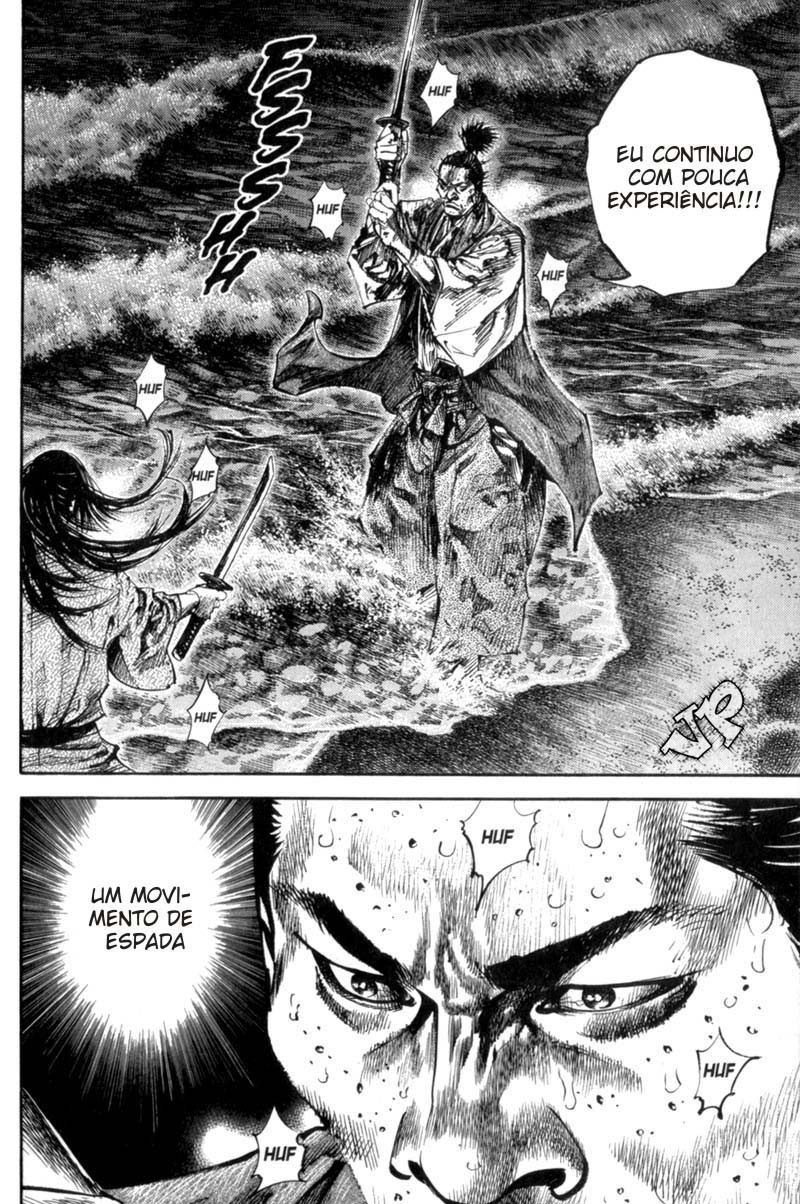 HUF
EU CONTINUO
COM POUCA
EXPERIÊNCIA!!!
FSSSSHH
HUF
HUF
HUF
HUF
HUF
VP
HUF
UM MOVI-
MENTO DE
ESPADA
HUF
HUF